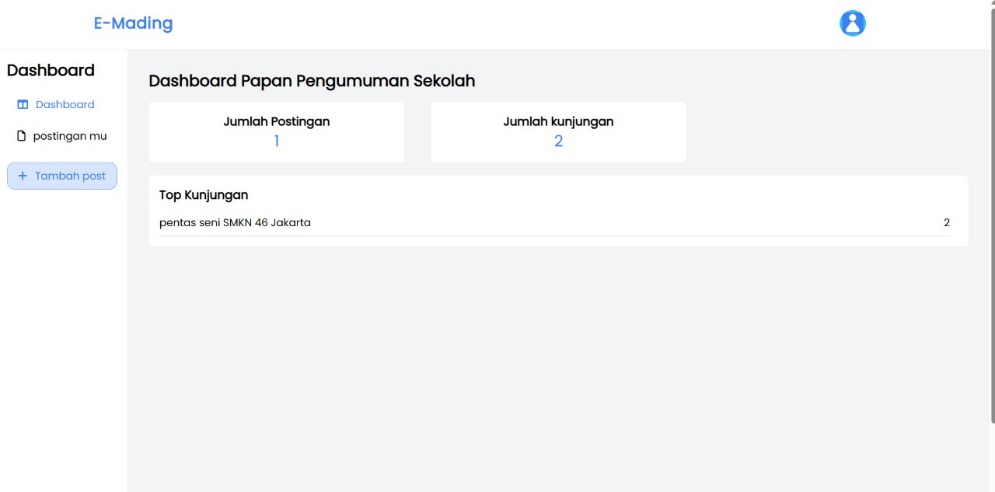 E-Mading
Dashboard
Dashboard
postingan mu
+ Tambah post
Dashboard Papan Pengumuman Sekolah
Jumlah Postingan
1
Jumlah kunjungan
2
Top Kunjungan
pentas seni SMKN 46 Jakarta 2